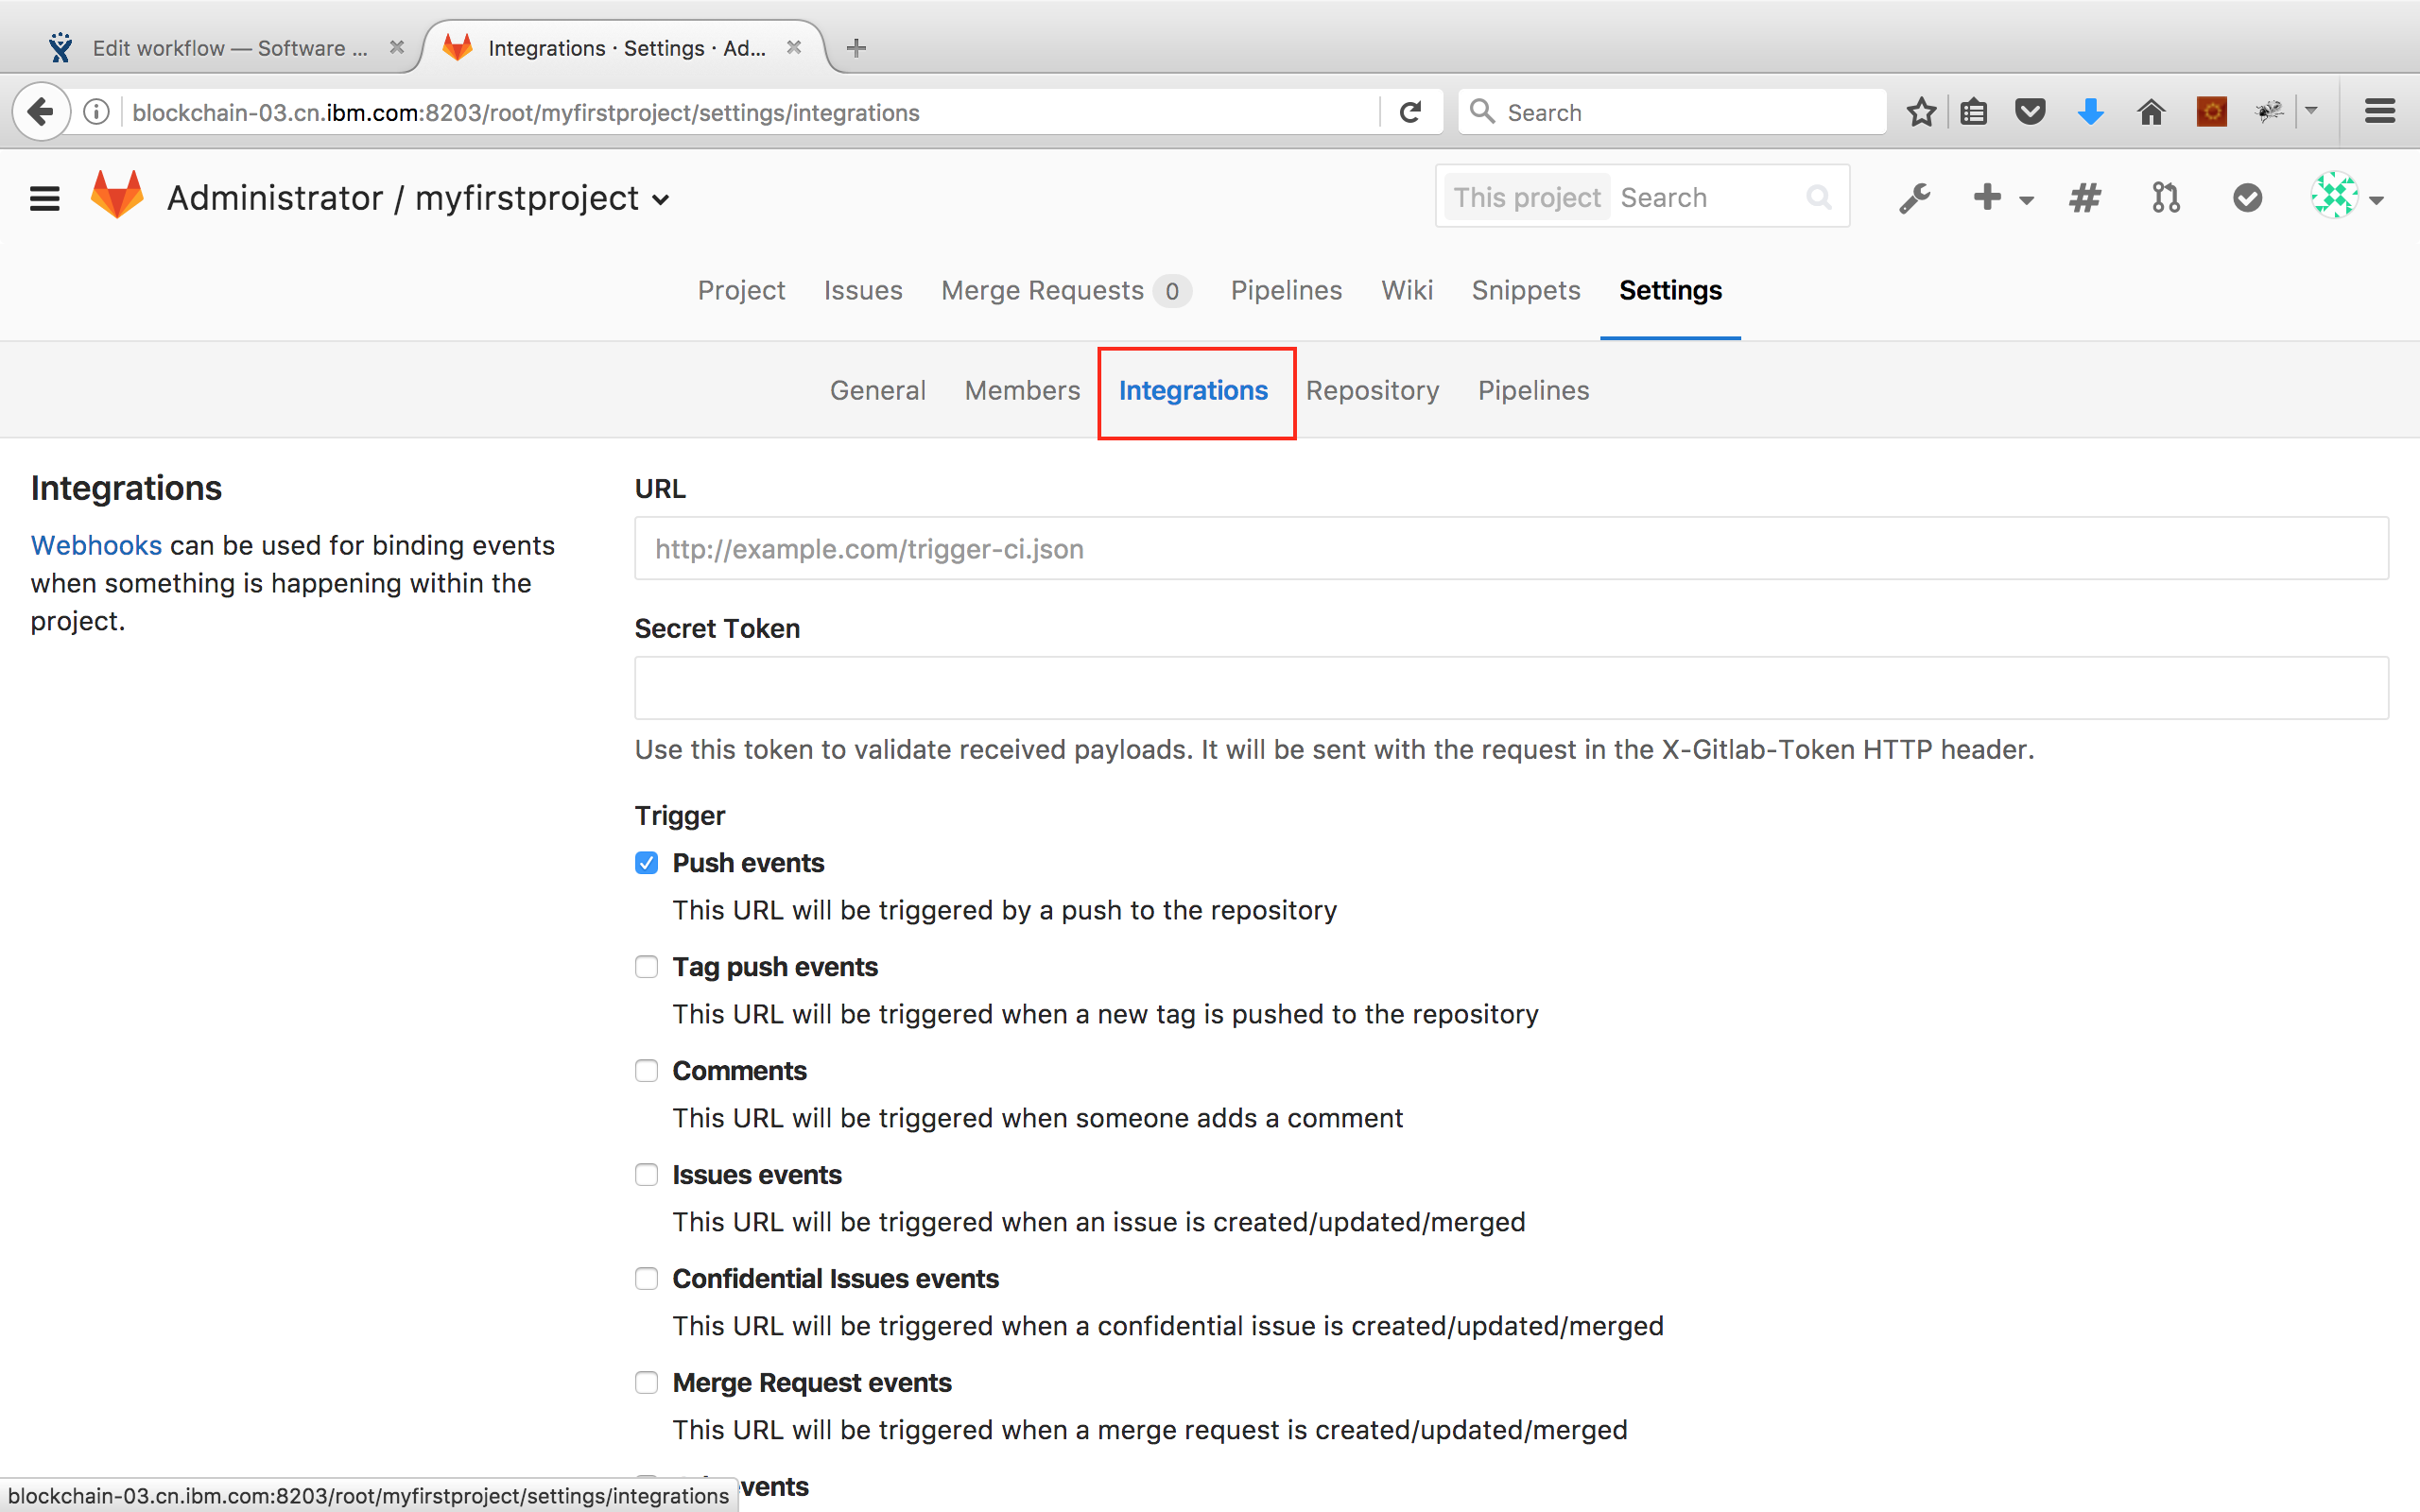 Edit workflow — Software ...
Integrations · Settings · Ad...
blockchain-03.cn.ibm.com:8203/root/myfirstproject/settings/integrations
Search
Administrator / myfirstproject
This project Search
Project Issues Merge Requests 0 Pipelines Wiki Snippets Settings
General Members Integrations Repository Pipelines
Integrations
Webhooks can be used for binding events
when something is happening within the
project.
URL
http://example.com/trigger-ci.json
Secret Token
Use this token to validate received payloads. It will be sent with the request in the X-Gitlab-Token HTTP header.
Trigger
Push events
This URL will be triggered by a push to the repository
Tag push events
This URL will be triggered when a new tag is pushed to the repository
Comments
This URL will be triggered when someone adds a comment
Issues events
This URL will be triggered when an issue is created/updated/merged
Confidential Issues events
This URL will be triggered when a confidential issue is created/updated/merged
Merge Request events
This URL will be triggered when a merge request is created/updated/merged
events
blockchain-03.cn.ibm.com:8203/root/myfirstproject/settings/integrations